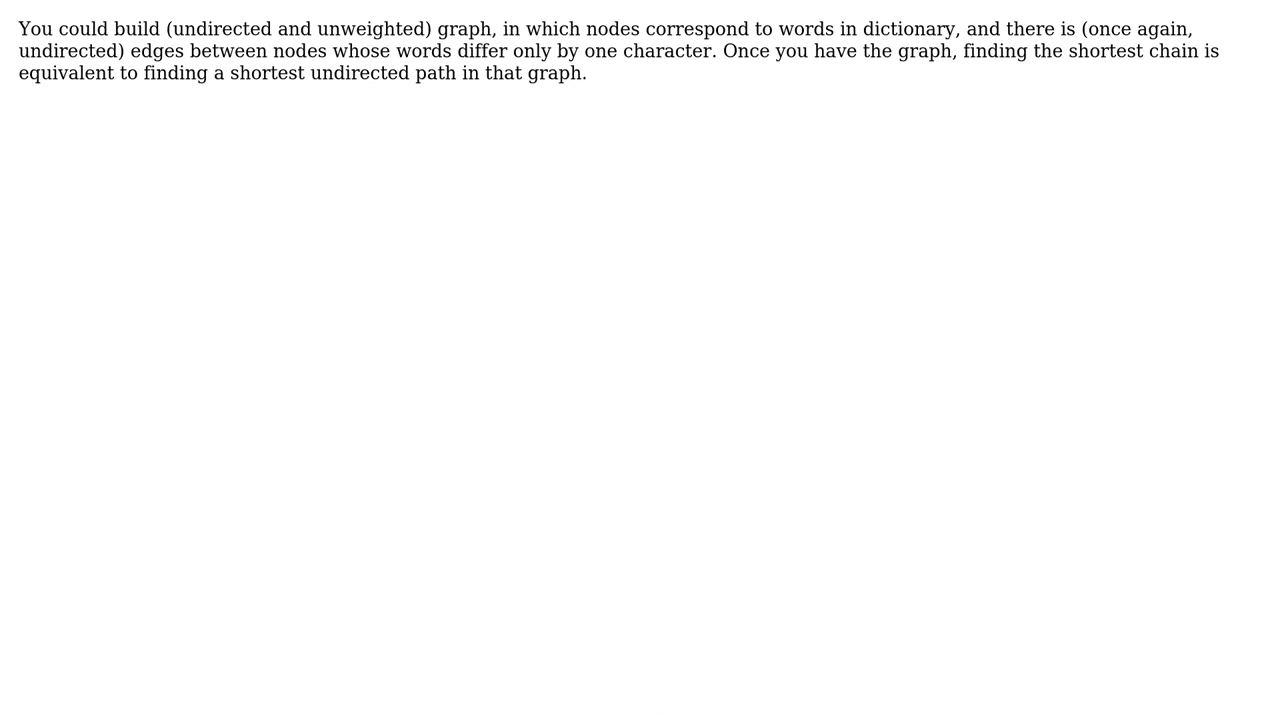 You could build (undirected and unweighted) graph, in which nodes correspond to words in dictionary, and there is (once again,
undirected) edges between nodes whose words differ only by one character. Once you have the graph, finding the shortest chain is
equivalent to finding a shortest undirected path in that graph.